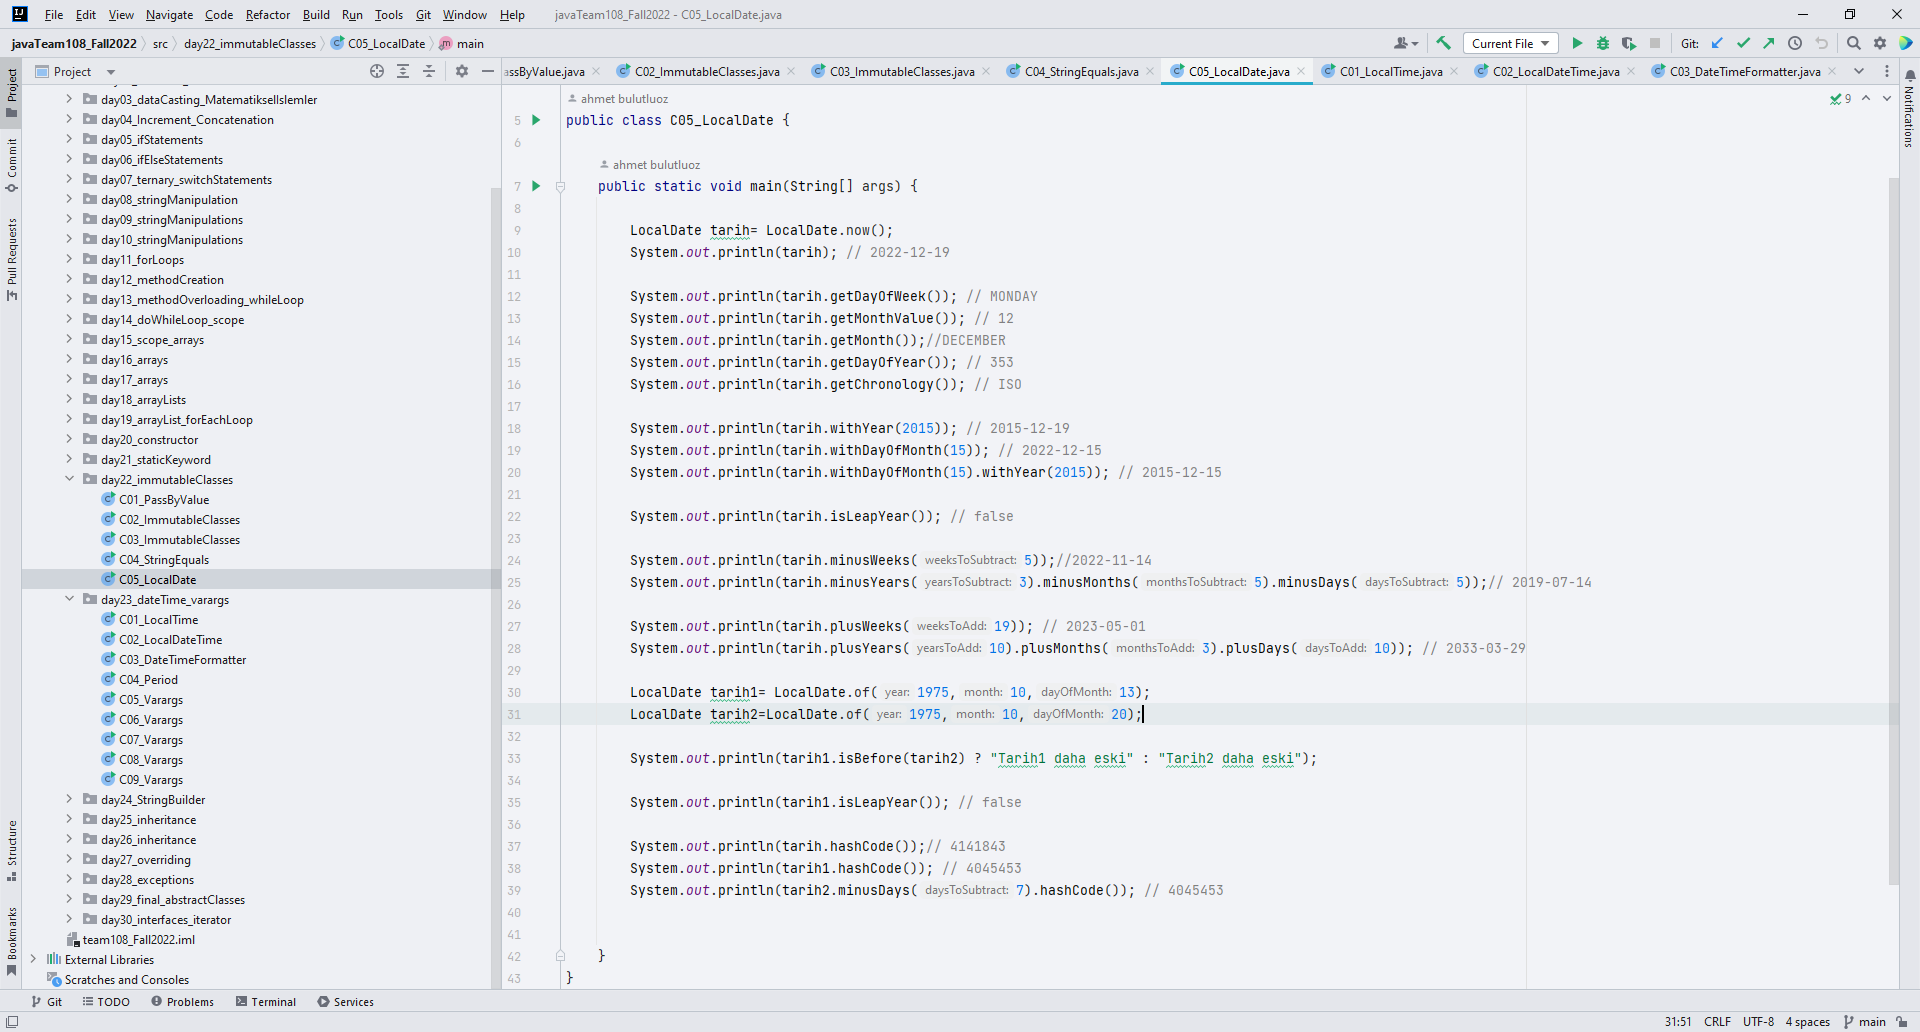 File Edit View Navigate Code Refactor Build Run Tools Git Window Help javaTeam108_Fall2022 - C05_LocalDate.java
javaTeam108_Fall2022 src day22_immutableClasses C05_LocalDate main Current File Git:
Project
assByValue.java C02_ImmutableClasses.java C03_ImmutableClasses.java C04_StringEquals.java C05_LocalDate.java C01_LocalTime.java C02_LocalDateTime.java C03_DateTimeFormatter.java
Project
Commit
Pull Requests
Structure
Bookmarks
day03_dataCasting_MatematikselIslemler
day04_Increment_Concatenation
day05_ifStatements
day06_ifElseStatements
day07_ternary_switchStatements
day08_stringManipulation
day09_stringManipulations
day10_stringManipulations
day11_forLoops
day12_methodCreation
day13_methodOverloading_whileLoop
day14_doWhileLoop_scope
day15_scope_arrays
day16_arrays
day17_arrays
day18_arrayLists
day19_arrayList_forEachLoop
day20_constructor
day21_staticKeyword
day22_immutableClasses
C01_PassByValue
C02_ImmutableClasses
C03_ImmutableClasses
C04_StringEquals
C05_LocalDate
day23_dateTime_varargs
C01_LocalTime
C02_LocalDateTime
C03_DateTimeFormatter
C04_Period
C05_Varargs
C06_Varargs
C07_Varargs
C08_Varargs
C09_Varargs
day24_StringBuilder
day25_inheritance
day26_inheritance
day27_overriding
day28_exceptions
day29_final_abstractClasses
day30_interfaces_iterator
team108_Fall2022.iml
External Libraries
Scratches and Consoles
ahmet bulutluoz
9
5 public class C05_LocalDate {
6
ahmet bulutluoz
7 public static void main(String[] args) {
8
9 LocalDate tarih= LocalDate.now();
10 System.out.println(tarih); // 2022-12-19
11
12 System.out.println(tarih.getDayOfWeek()); // MONDAY
13 System.out.println(tarih.getMonthValue()); // 12
14 System.out.println(tarih.getMonth());//DECEMBER
15 System.out.println(tarih.getDayOfYear()); // 353
16 System.out.println(tarih.getChronology()); // ISO
17
18 System.out.println(tarih.withYear(2015)); // 2015-12-19
19 System.out.println(tarih.withDayOfMonth(15)); // 2022-12-15
20 System.out.println(tarih.withDayOfMonth(15).withYear(2015)); // 2015-12-15
21
22 System.out.println(tarih.isLeapYear()); // false
23
24 System.out.println(tarih.minusWeeks( weeksToSubtract: 5));//2022-11-14
25 System.out.println(tarih.minusYears( yearsToSubtract: 3).minusMonths( monthsToSubtract: 5).minusDays( daysToSubtract: 5));// 2019-07-14
26
27 System.out.println(tarih.plusWeeks( weeksToAdd: 19)); // 2023-05-01
28 System.out.println(tarih.plusYears( yearsToAdd: 10).plusMonths( monthsToAdd: 3).plusDays( daysToAdd: 10)); // 2033-03-29
29
30 LocalDate tarih1= LocalDate.of( year: 1975, month: 10, dayOfMonth: 13);
31 LocalDate tarih2=LocalDate.of( year: 1975, month: 10, dayOfMonth: 20);
32
33 System.out.println(tarih1.isBefore(tarih2) ? "Tarih1 daha eski" : "Tarih2 daha eski");
34
35 System.out.println(tarih1.isLeapYear()); // false
36
37 System.out.println(tarih.hashCode());// 4141843
38 System.out.println(tarih1.hashCode()); // 4045453
39 System.out.println(tarih2.minusDays( daysToSubtract: 7).hashCode()); // 4045453
40
41
42 }
43 }
Notifications
Git TODO Problems Terminal Services
31:51 CRLF UTF-8 4 spaces main